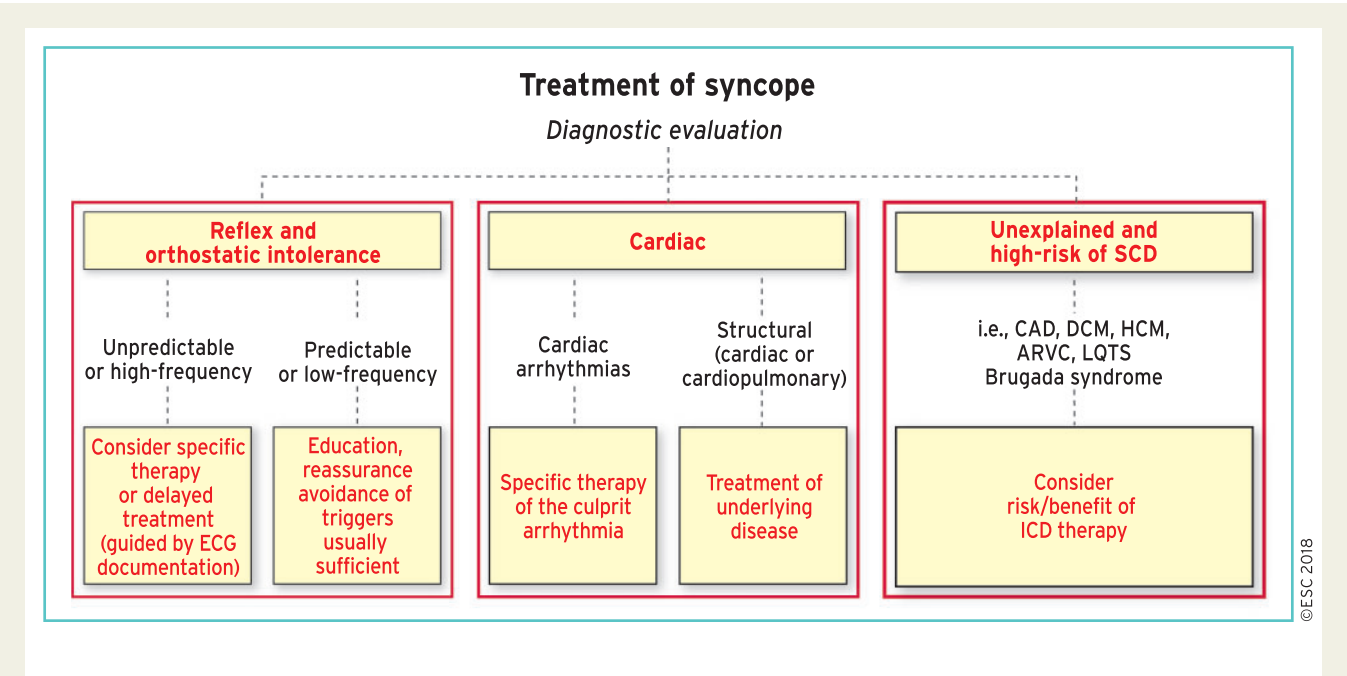 Treatment of syncope
Diagnostic evaluation
Reflex and
orthostatic intolerance
Unpredictable
or high-frequency
Predictable
or low-frequency
Consider specific
therapy
or delayed
treatment
(guided by ECG
documentation)
Education,
reassurance
avoidance of
triggers
usually
sufficient
Cardiac
Cardiac
arrhythmias
Structural
(cardiac or
cardiopulmonary)
Specific therapy
of the culprit
arrhythmia
Treatment of
underlying
disease
Unexplained and
high-risk of SCD
i.e., CAD, DCM, HCM,
ARVC, LQTS
Brugada syndrome
Consider
risk/benefit of
ICD therapy
©ESC 2018